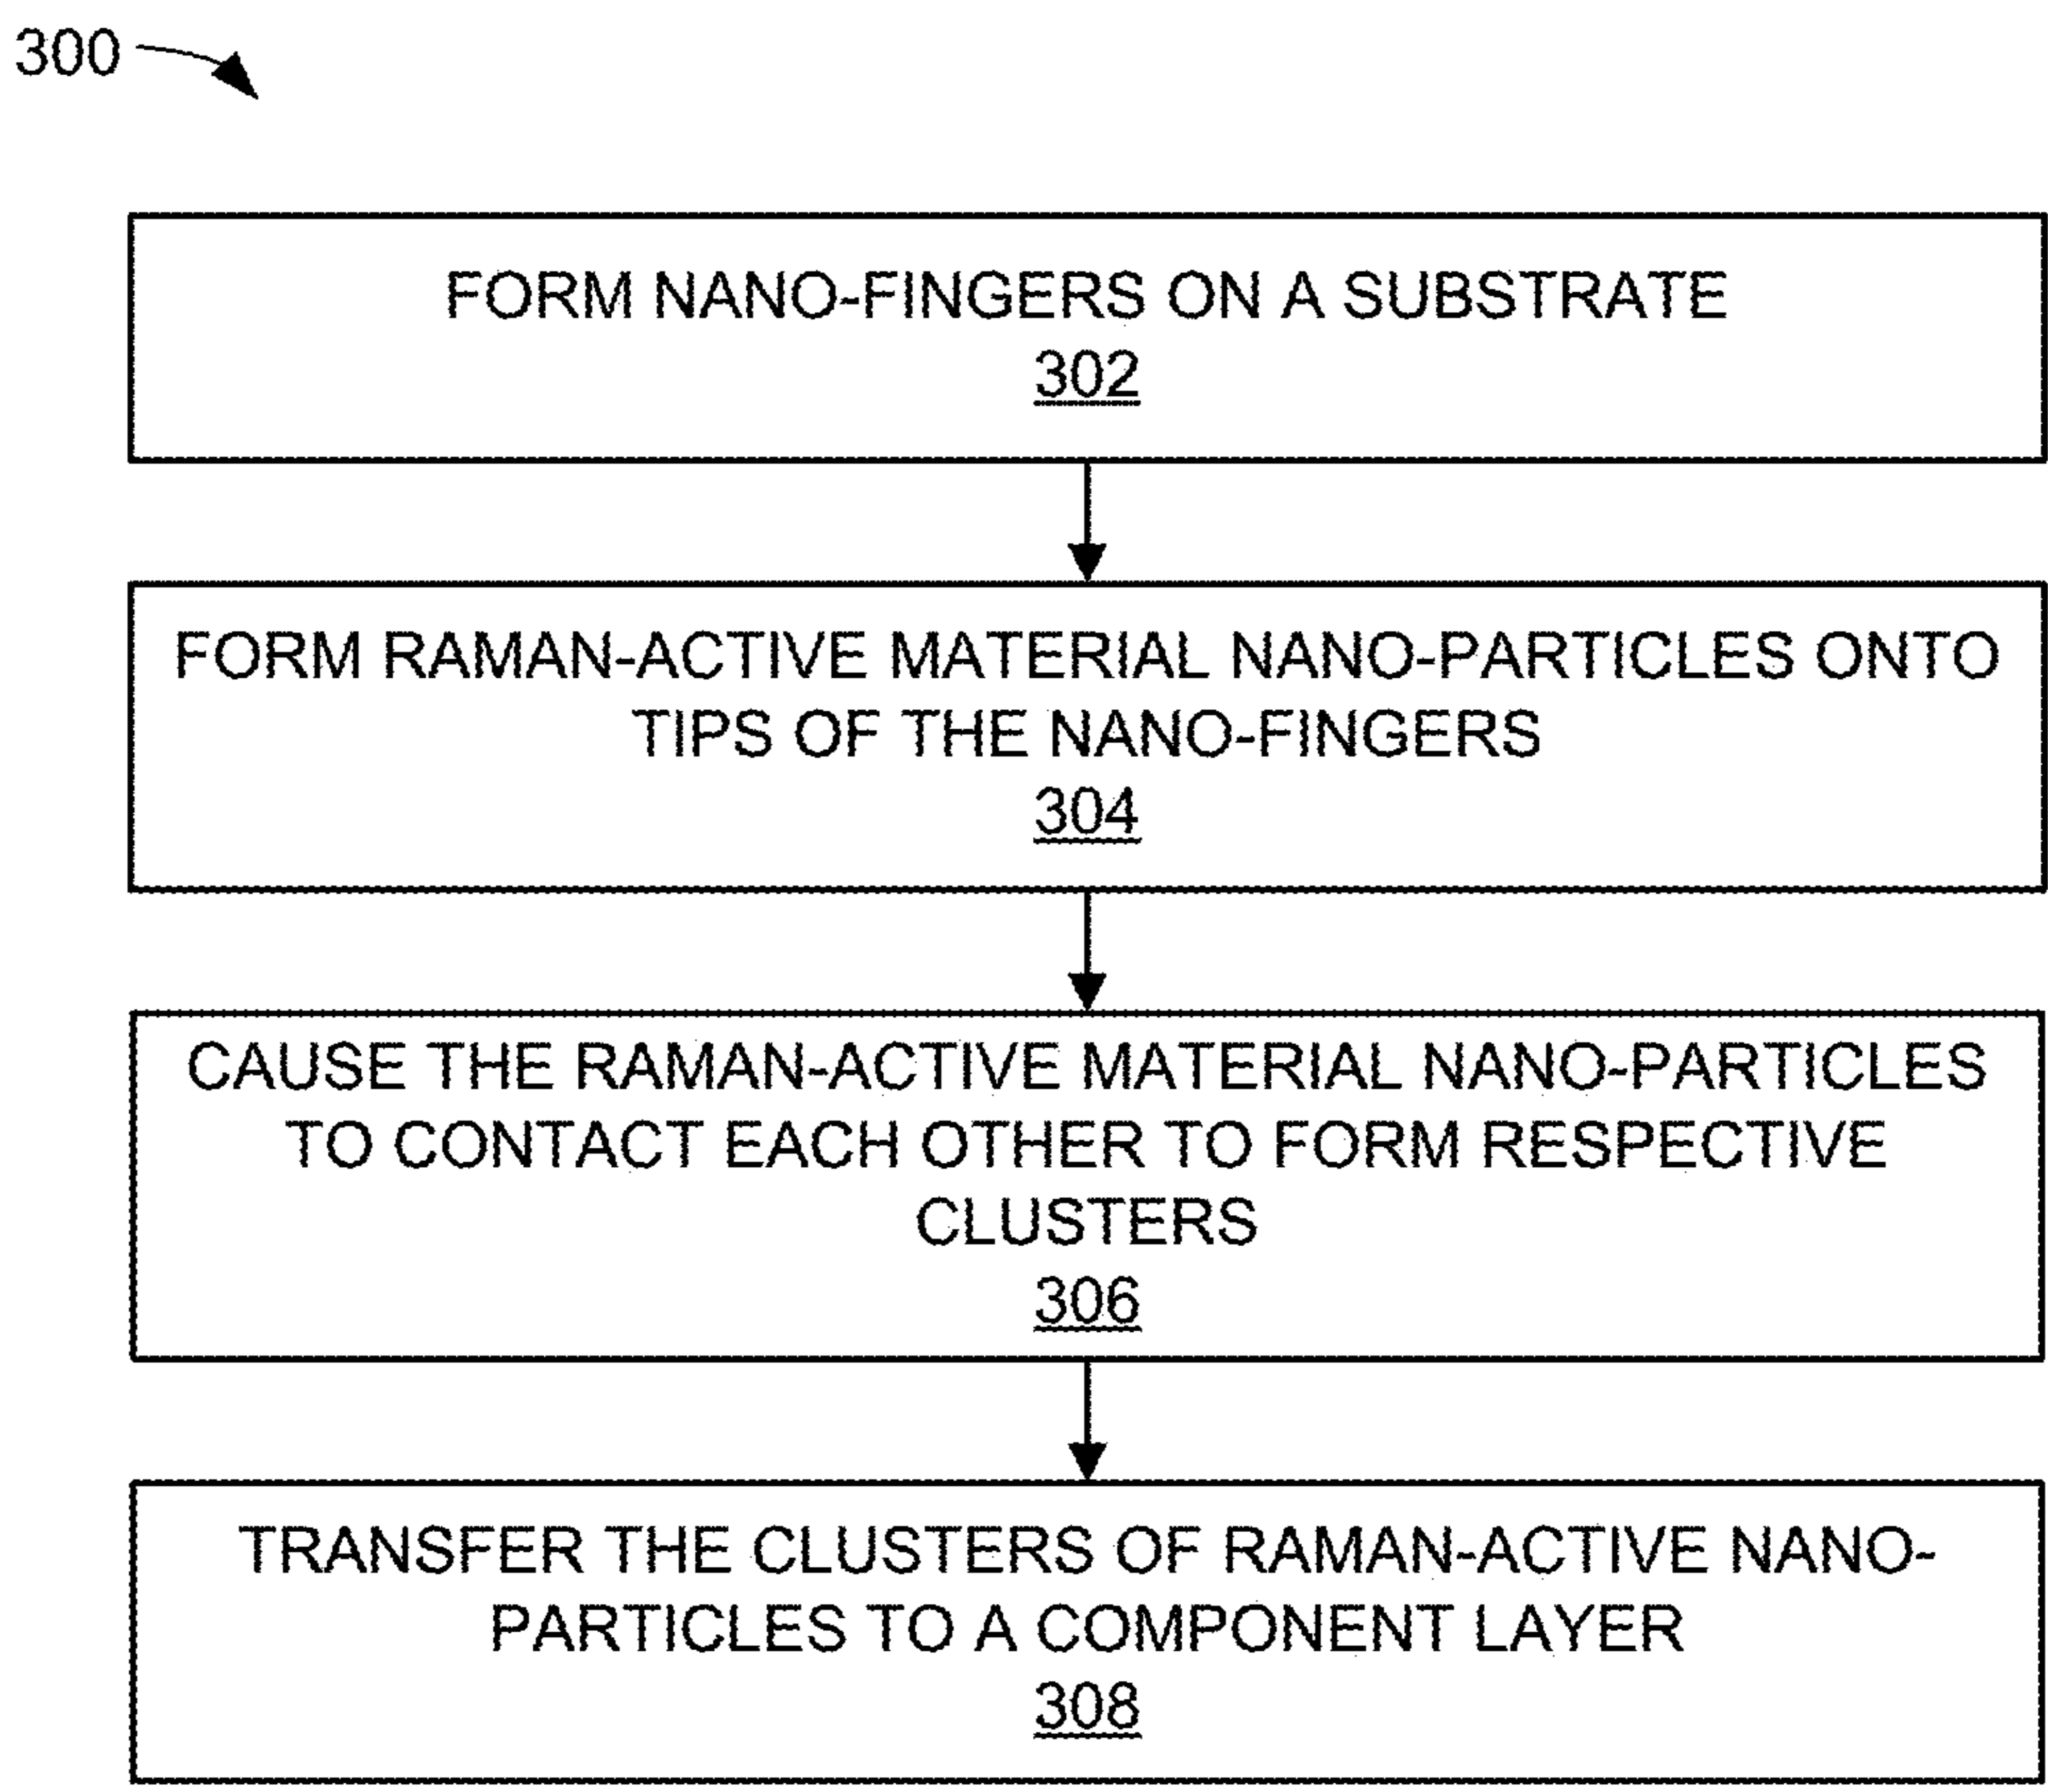 300
FORM NANO-FINGERS ON A SUBSTRATE
302
FORM RAMAN-ACTIVE MATERIAL NANO-PARTICLES ONTO
TIPS OF THE NANO-FINGERS
304
CAUSE THE RAMAN-ACTIVE MATERIAL NANO-PARTICLES
TO CONTACT EACH OTHER TO FORM RESPECTIVE
CLUSTERS
306
TRANSFER THE CLUSTERS OF RAMAN-ACTIVE NANO-
PARTICLES TO A COMPONENT LAYER
308